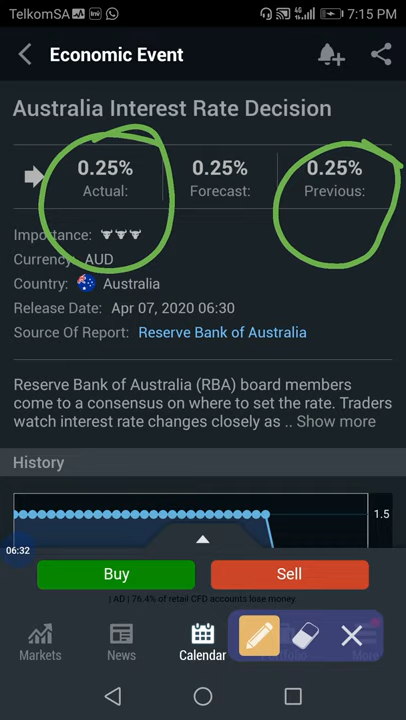 TelkomSA 4G 7:15 PM
Economic Event
Australia Interest Rate Decision
0.25% 0.25% 0.25%
Actual: Forecast: Previous:
Importance:
Currency: AUD
Country: Australia
Release Date: Apr 07, 2020 06:30
Source Of Report: Reserve Bank of Australia
Reserve Bank of Australia (RBA) board members
come to a consensus on where to set the rate. Traders
watch interest rate changes closely as .. Show more
History
1.5
06:32
Buy Sell
| AD | 76.4% of retail CFD accounts lose money.
Markets News Calendar Portfolio More